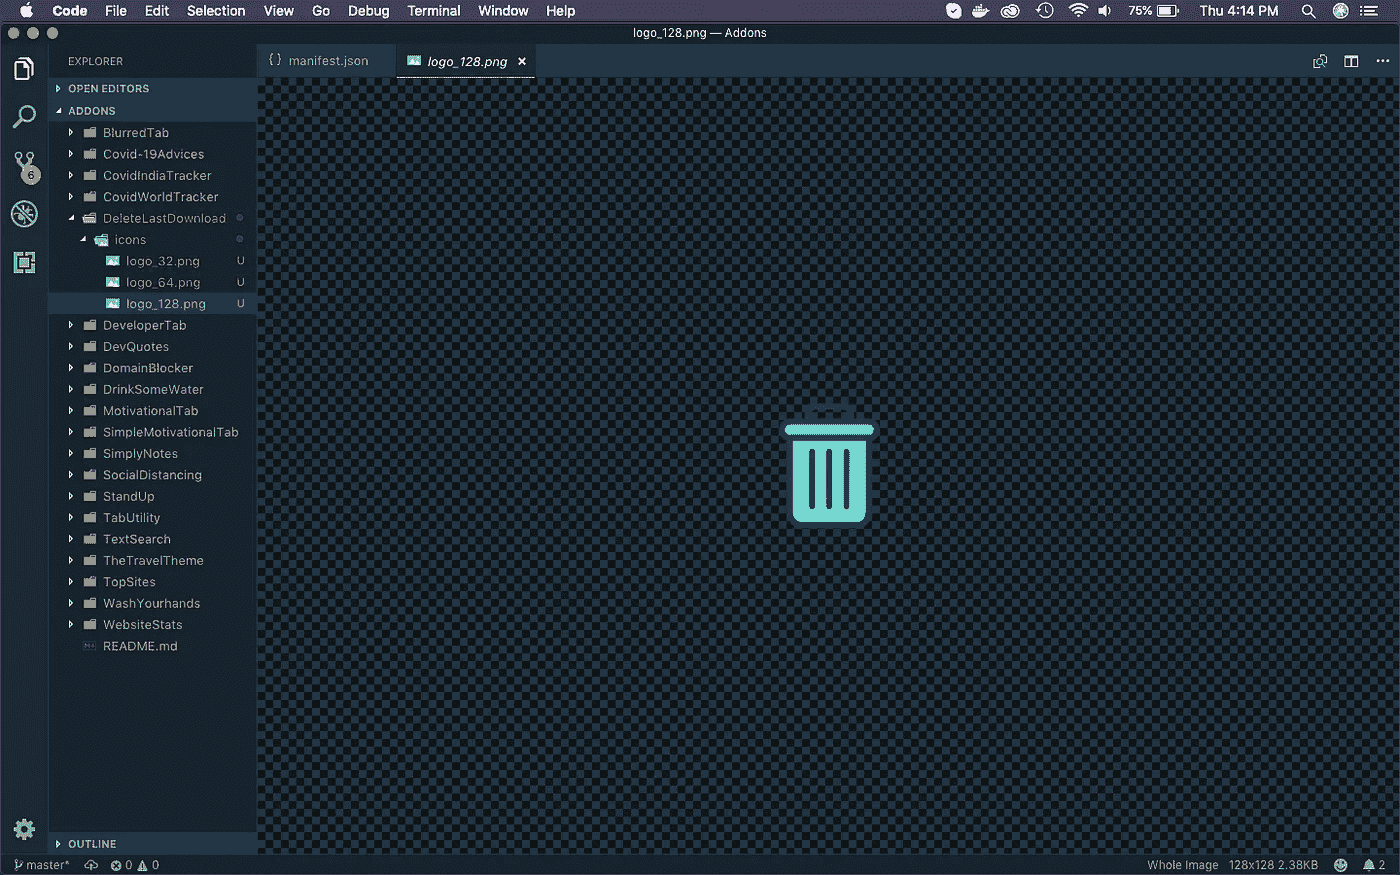 Code File Edit Selection View Go Debug Terminal Window Help 75% Thu 4:14 PM
logo_128.png — Addons
EXPLORER
{} manifest.json
logo_128.png ×
OPEN EDITORS
ADDONS
BlurredTab
Covid-19Advices
CovidIndiaTracker
CovidWorldTracker
6
DeleteLastDownload
icons
logo_32.png U
logo_64.png U
logo_128.png U
DeveloperTab
DevQuotes
DomainBlocker
DrinkSomeWater
MotivationalTab
SimpleMotivationalTab
SimplyNotes
SocialDistancing
StandUp
TabUtility
TextSearch
TheTravelTheme
TopSites
WashYourhands
WebsiteStats
README.md
OUTLINE
master* 0 0 Whole Image 128x128 2.38KB 2